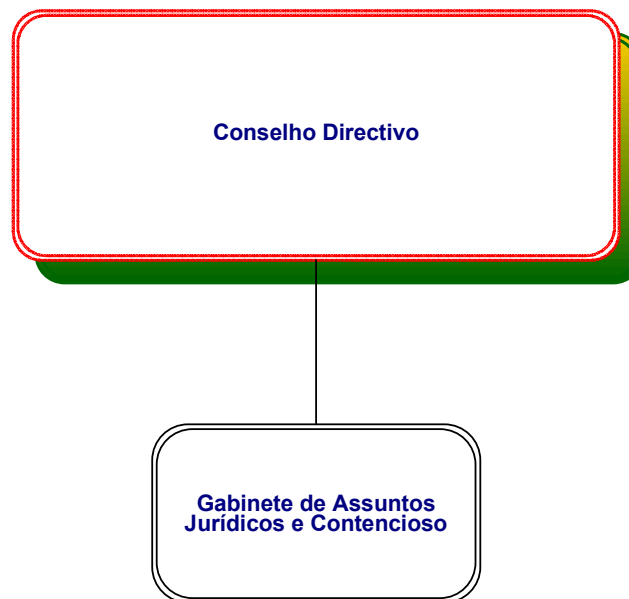 Conselho Directivo
Gabinete de Assuntos
Jurídicos e Contencioso